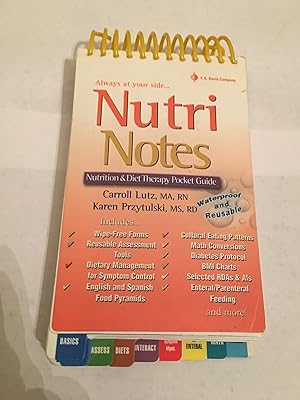 Always at your side...
F. A. Davis Company
Nutri
Notes
Nutrition & Diet Therapy Pocket Guide
Carroll Lutz, MA, RN
Karen Przytulski, MS, RD
Waterproof and
Reusable
Includes...
✓ Wipe-Free Forms
✓ Reusable Assessment
Tools
✓ Dietary Management
for Symptom Control
✓ English and Spanish
Food Pyramids
✓ Cultural Eating Patterns
✓ Math Conversions
✓ Diabetes Protocol
✓ BMI Charts
✓ Selected RDAs & AIs
✓ Enteral/Parenteral
Feeding
and more!
BASICS
ASSESS
DIETS
INTERACT
Mgmt.
ENTERAL
MATH